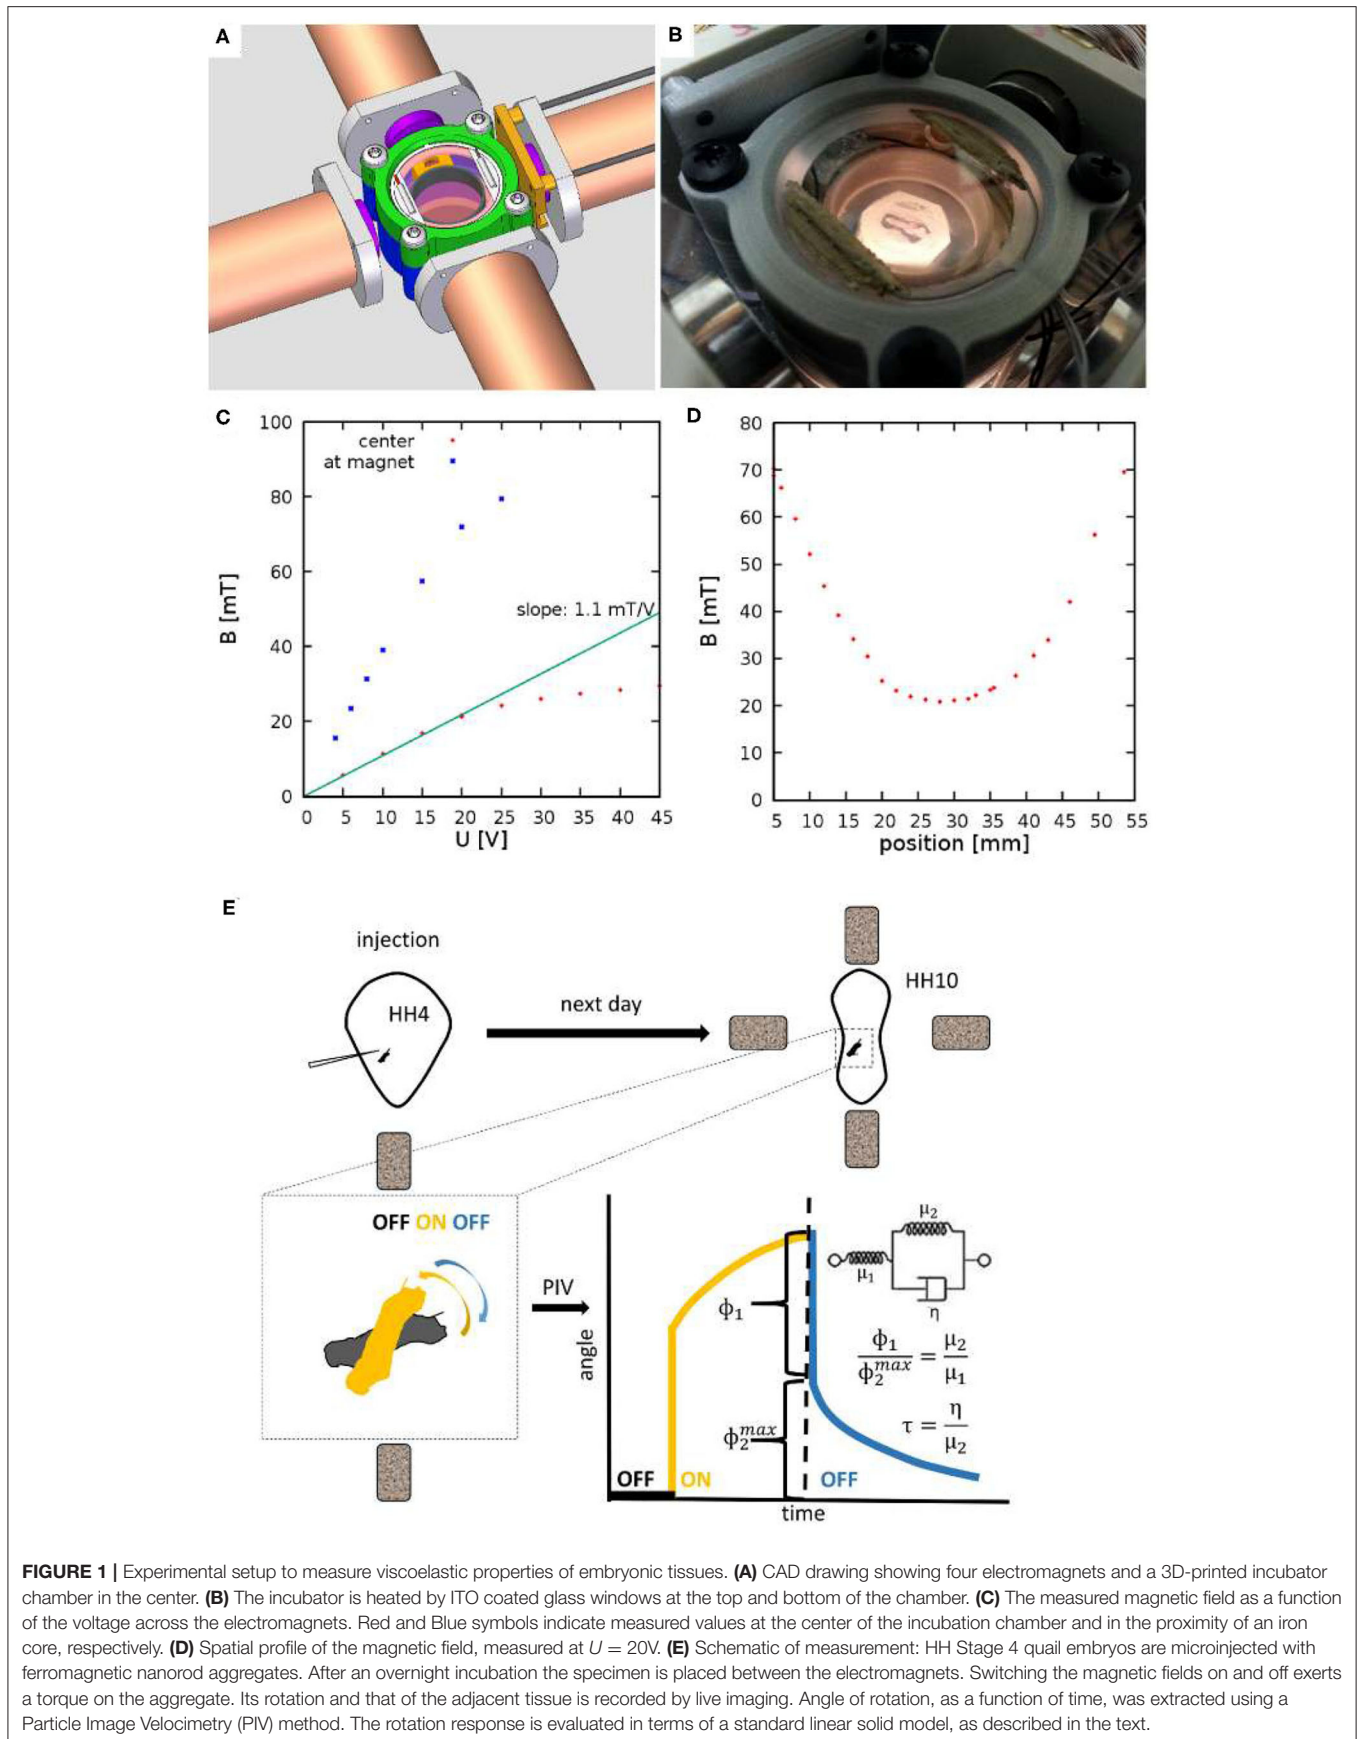 A
B
C
100
80
60
40
20
0
B [mT]
center
at magnet
slope: 1.1 mT/V
0 5 10 15 20 25 30 35 40 45
U [V]
D
80
70
60
50
40
30
20
10
0
B [mT]
5 10 15 20 25 30 35 40 45 50 55
position [mm]
E
injection
HH4
next day
HH10
OFF ON OFF
PIV
angle
ϕ₁
ϕ₂ᵐᵃˣ
OFF ON OFF
time
μ₂
μ₁
η
ϕ₁/ϕ₂ᵐᵃˣ = μ₂/μ₁
τ = η/μ₂
FIGURE 1 | Experimental setup to measure viscoelastic properties of embryonic tissues. (A) CAD drawing showing four electromagnets and a 3D-printed incubator
chamber in the center. (B) The incubator is heated by ITO coated glass windows at the top and bottom of the chamber. (C) The measured magnetic field as a function
of the voltage across the electromagnets. Red and Blue symbols indicate measured values at the center of the incubation chamber and in the proximity of an iron
core, respectively. (D) Spatial profile of the magnetic field, measured at U = 20V. (E) Schematic of measurement: HH Stage 4 quail embryos are microinjected with
ferromagnetic nanorod aggregates. After an overnight incubation the specimen is placed between the electromagnets. Switching the magnetic fields on and off exerts
a torque on the aggregate. Its rotation and that of the adjacent tissue is recorded by live imaging. Angle of rotation, as a function of time, was extracted using a
Particle Image Velocimetry (PIV) method. The rotation response is evaluated in terms of a standard linear solid model, as described in the text.